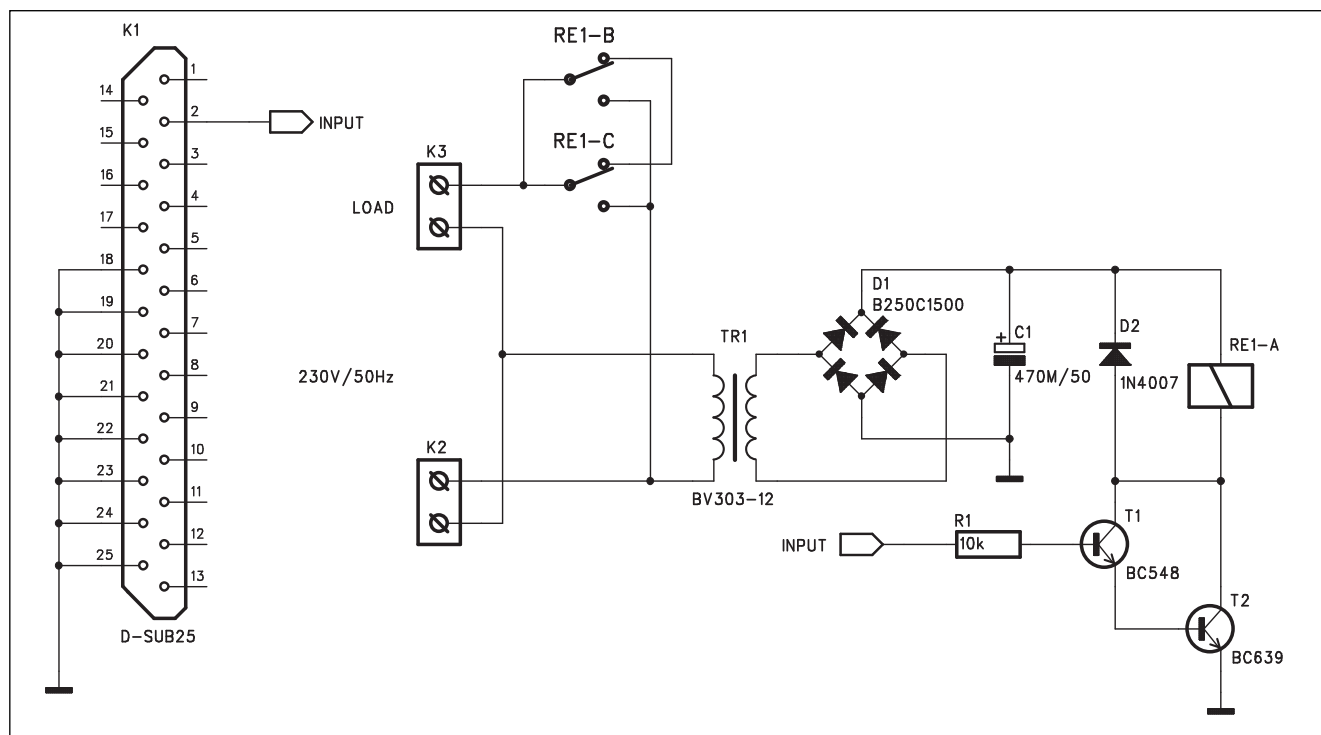 K1
1
14
2
INPUT
15
3
16
4
17
5
18
6
19
7
20
8
21
9
22
10
23
11
24
12
25
13
D-SUB25
RE1-B
RE1-C
K3
LOAD
230V/50Hz
K2
TR1
BV303-12
D1
B250C1500
+
C1
470M/50
D2
1N4007
RE1-A
INPUT
R1
10k
T1
BC548
T2
BC639